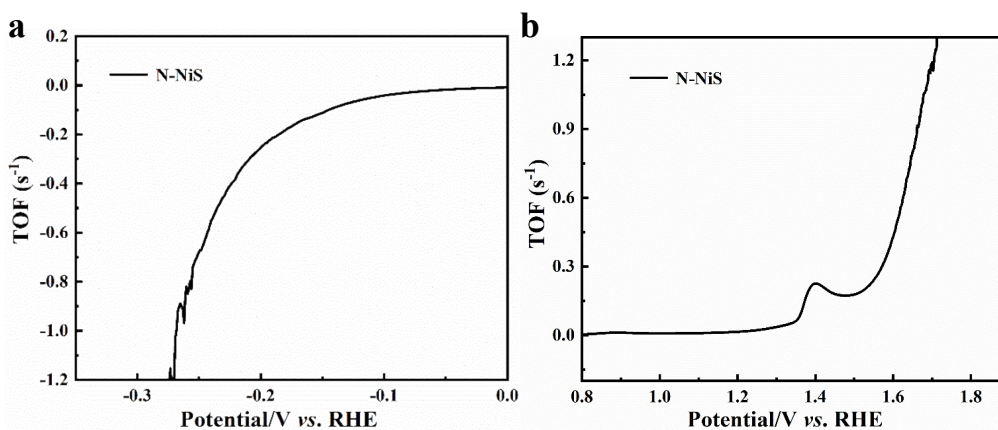 a
0.2
0.0
-0.2
-0.4
-0.6
-0.8
-1.0
-1.2
TOF (s⁻¹)
N-NiS
-0.3
-0.2
-0.1
0.0
Potential/V vs. RHE
b
1.2
0.9
0.6
0.3
0.0
TOF (s⁻¹)
N-NiS
0.8
1.0
1.2
1.4
1.6
1.8
Potential/V vs. RHE